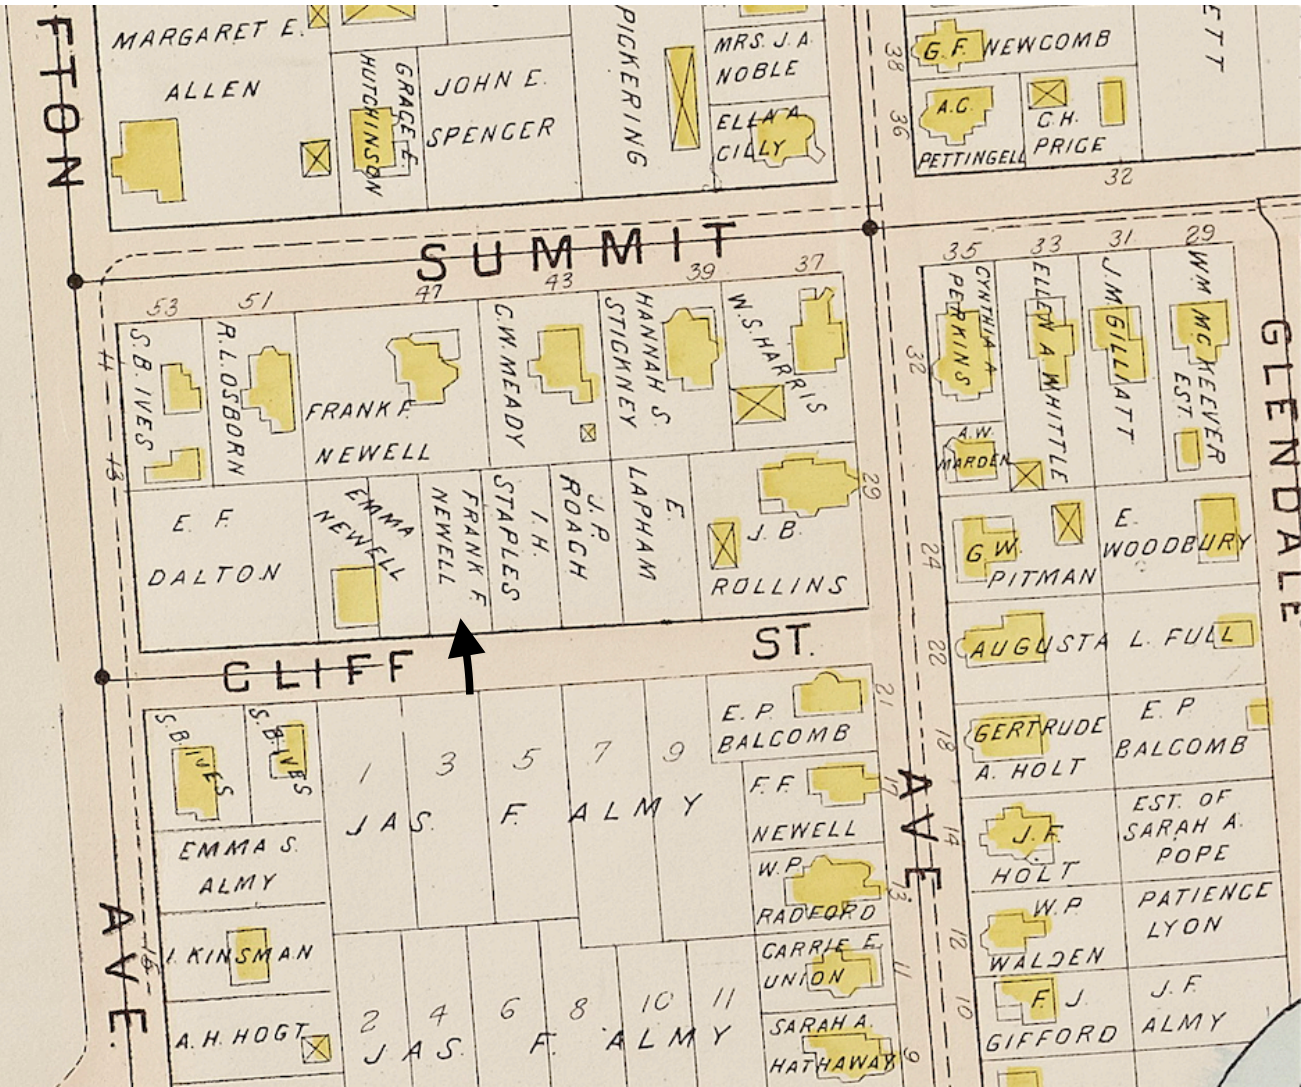 FTON
MARGARET E.
ALLEN
GRACE E.
HUTCHINSON
JOHN E.
SPENCER
PICKERING
MRS. J. A.
NOBLE
ELLA A.
CILLY
38
G. F. NEWCOMB
36
A.C.
PETTINGELL
C.H.
PRICE
ETT
32
SUMMIT
53
51
47
43
39
37
35
33
31
29
S. B. IVES
R. L. OSBORN
FRANK F.
NEWELL
C. W. MEADY
HANNAH S.
STICKNEY
W. S. HARRIS
CYNTHIA A
PERKINS
ELLEN A WHITTLE
J. M. GILLIATT
WM McKEEVER
EST.
32
A. W.
MARDEN
GLENDALE
11
13
E. F.
DALTON
EMMA
NEWELL
FRANK F.
NEWELL
I. H.
STAPLES
J. P.
ROACH
E.
LAPHAM
J. B.
ROLLINS
29
24
G. W.
PITMAN
E.
WOODBURY
22
AUGUSTA L. FULL
CLIFF ST.
S. B. IVES
S. B. IVES
1
3
5
7
9
JAS. F. ALMY
E. P.
BALCOMB
21
18
GERTRUDE
A. HOLT
E. P
BALCOMB
F. F.
NEWELL
17
AVE
14
J. F.
HOLT
EST. OF
SARAH A.
POPE
EMMA S.
ALMY
W. P.
RADFORD
13
12
W. P.
WALDEN
PATIENCE
LYON
AVE.
15
I. KINSMAN
CARRIE E.
UNION
11
10
F. J.
GIFFORD
J. F.
ALMY
A. H. HOGT
2
4
6
8
10
11
JAS. F. ALMY
SARAH A.
HATHAWAY
9